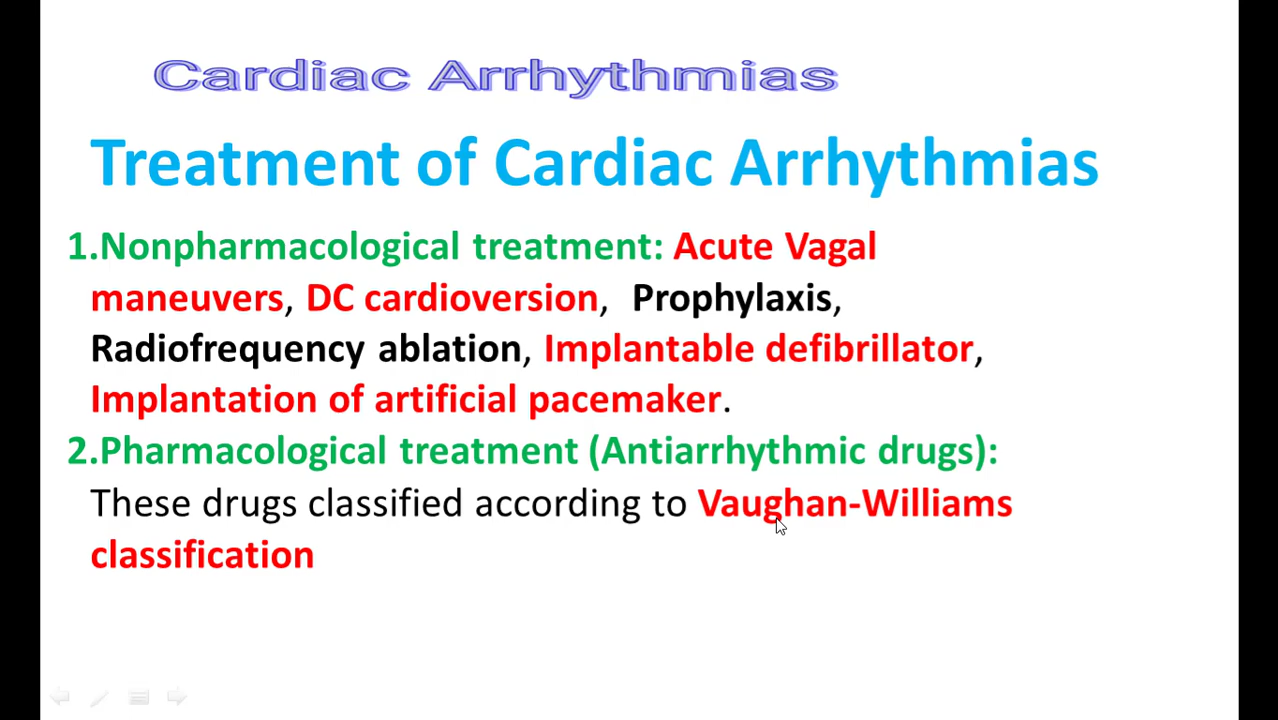 Cardiac Arrhythmias
Treatment of Cardiac Arrhythmias
1.Nonpharmacological treatment: Acute Vagal
maneuvers, DC cardioversion, Prophylaxis,
Radiofrequency ablation, Implantable defibrillator,
Implantation of artificial pacemaker.
2.Pharmacological treatment (Antiarrhythmic drugs):
These drugs classified according to Vaughan-Williams
classification